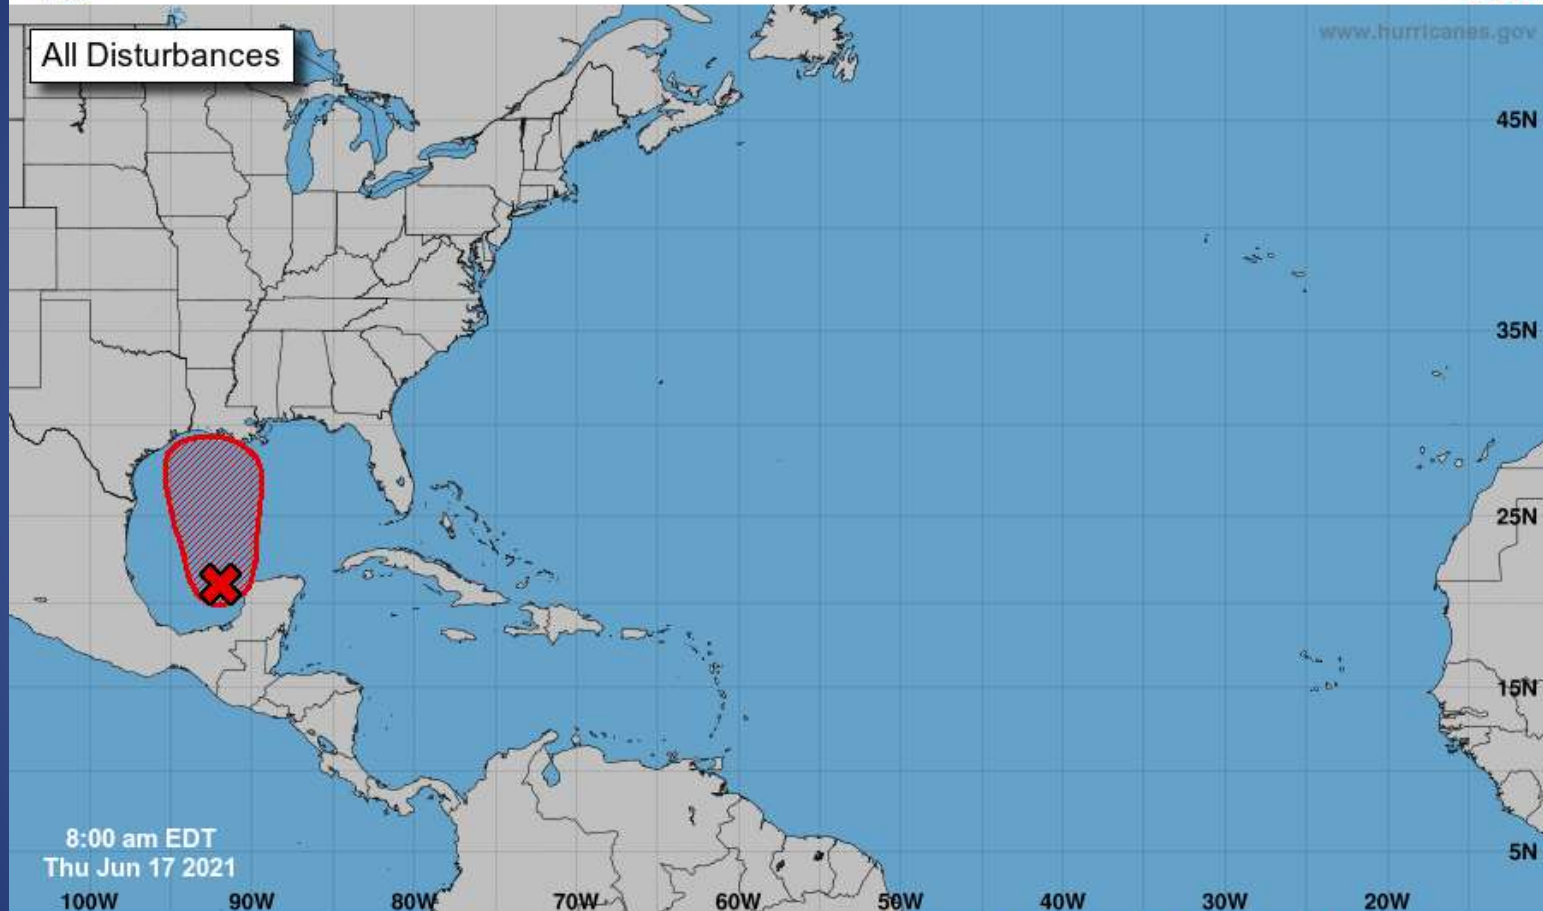 All Disturbances
www.hurricanes.gov
45N
35N
25N
15N
5N
8:00 am EDT
Thu Jun 17 2021
100W 90W 80W 70W 60W 50W 40W 30W 20W